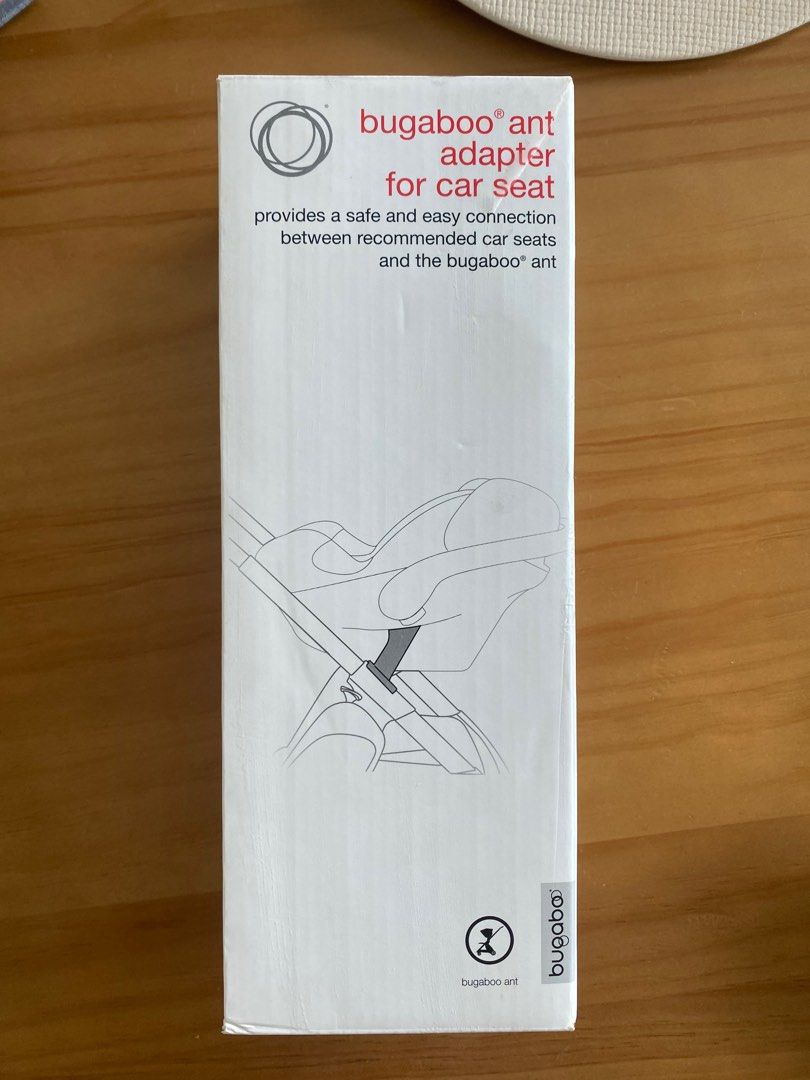 bugaboo® ant
adapter
for car seat
provides a safe and easy connection
between recommended car seats
and the bugaboo® ant
bugaboo ant
bugaboo